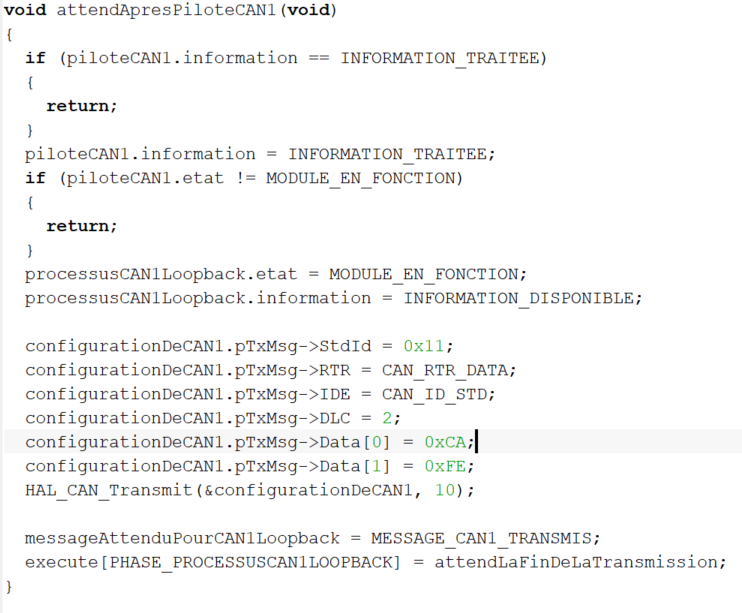 void attendApresPiloteCAN1(void)
{
  if (piloteCAN1.information == INFORMATION_TRAITEE)
  {
    return;
  }
  piloteCAN1.information = INFORMATION_TRAITEE;
  if (piloteCAN1.etat != MODULE_EN_FONCTION)
  {
    return;
  }
  processusCAN1Loopback.etat = MODULE_EN_FONCTION;
  processusCAN1Loopback.information = INFORMATION_DISPONIBLE;

  configurationDeCAN1.pTxMsg->StdId = 0x11;
  configurationDeCAN1.pTxMsg->RTR = CAN_RTR_DATA;
  configurationDeCAN1.pTxMsg->IDE = CAN_ID_STD;
  configurationDeCAN1.pTxMsg->DLC = 2;
  configurationDeCAN1.pTxMsg->Data[0] = 0xCA;
  configurationDeCAN1.pTxMsg->Data[1] = 0xFE;
  HAL_CAN_Transmit(&configurationDeCAN1, 10);

  messageAttenduPourCAN1Loopback = MESSAGE_CAN1_TRANSMIS;
  execute[PHASE_PROCESSUSCAN1LOOPBACK] = attendLaFinDeLaTransmission;
}